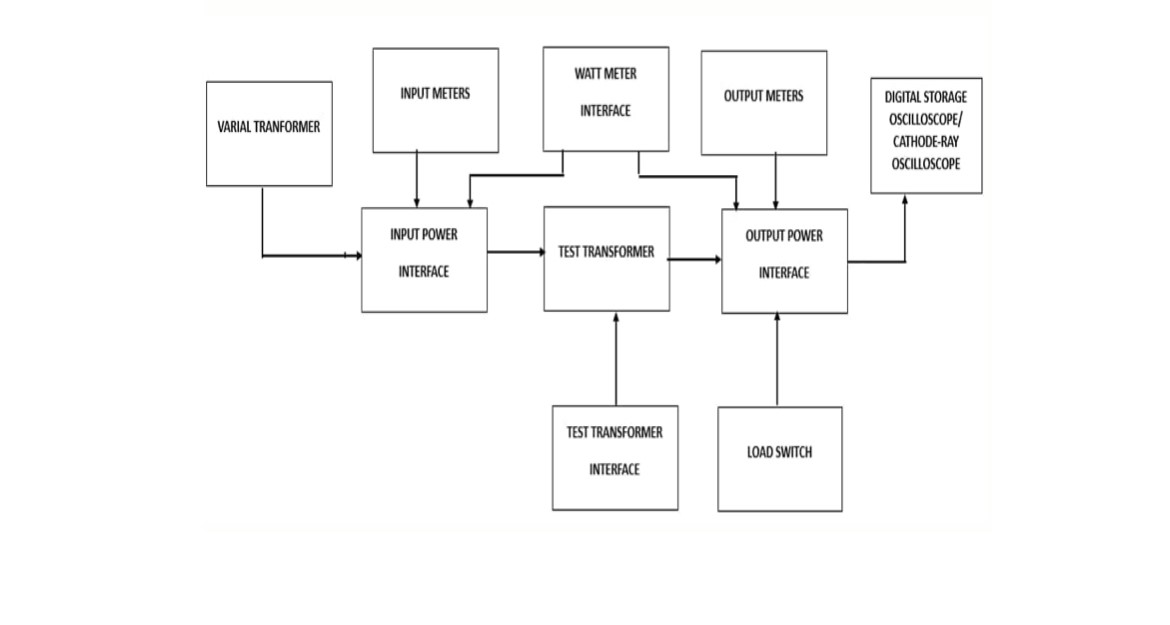 VARIAL TRANFORMER
INPUT METERS
WATT METER
INTERFACE
OUTPUT METERS
DIGITAL STORAGE
OSCILLOSCOPE/
CATHODE-RAY
OSCILLOSCOPE
INPUT POWER
INTERFACE
TEST TRANSFORMER
OUTPUT POWER
INTERFACE
TEST TRANSFORMER
INTERFACE
LOAD SWITCH